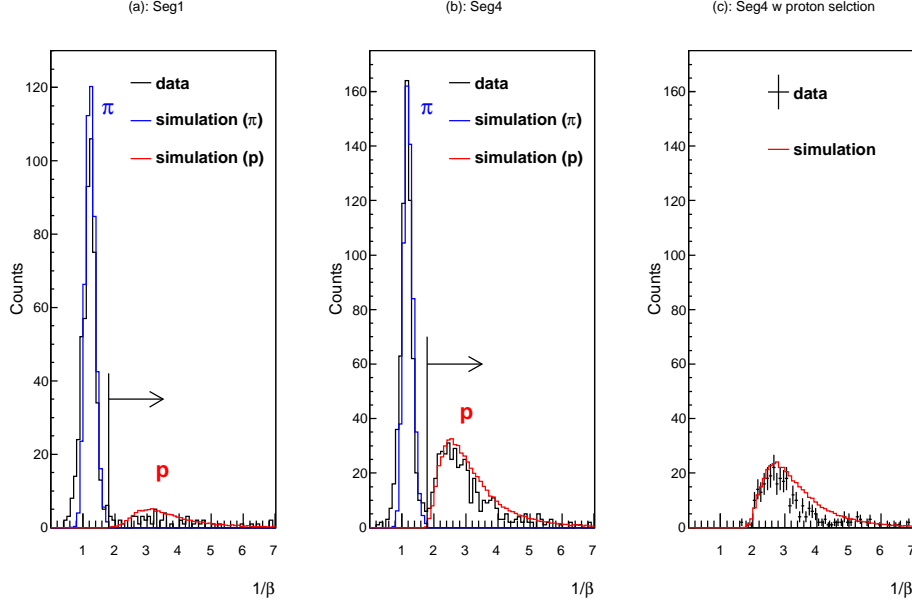 (a): Seg1
(b): Seg4
(c): Seg4 w proton selction
data
simulation (π)
simulation (p)
π
p
Counts
0
20
40
60
80
100
120
1
2
3
4
5
6
7
1/β
data
simulation (π)
simulation (p)
π
p
Counts
0
20
40
60
80
100
120
140
160
1
2
3
4
5
6
7
1/β
data
simulation
Counts
0
20
40
60
80
100
120
140
160
1
2
3
4
5
6
7
1/β